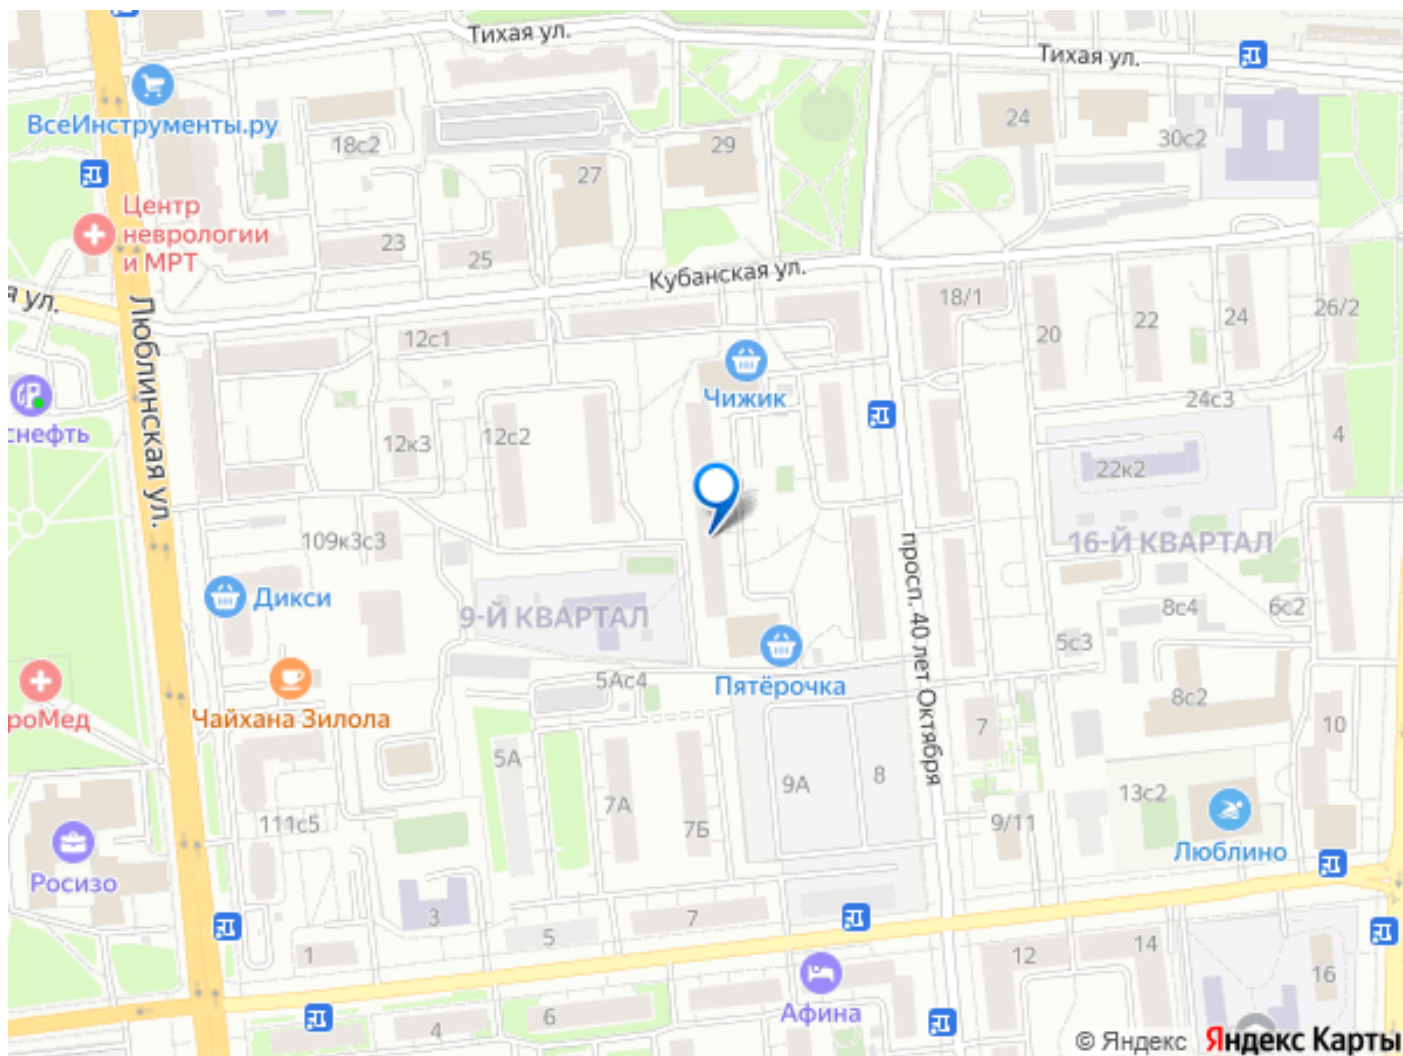 Тихая ул.
Тихая ул.
ВсеИнструменты.ру
18с2
29
24
30с2
27
Центр
неврологии
и МРТ
23
25
Кубанская ул.
я ул.
Люблинская ул.
12с1
18/1
20
22
24
26/2
Чижик
снефть
12к3
12с2
24с3
4
22к2
109к3с3
16-Й КВАРТАЛ
просп. 40 лет Октября
Дикси
9-Й КВАРТАЛ
8с4
6с2
5с3
5Ас4
Пятёрочка
роМед
Чайхана Зилола
8с2
10
7
5А
9А
8
7А
7Б
13с2
111с5
9/11
Люблино
Росизо
3
7
5
1
12
14
16
Афина
4
6
© Яндекс Яндекс Карты